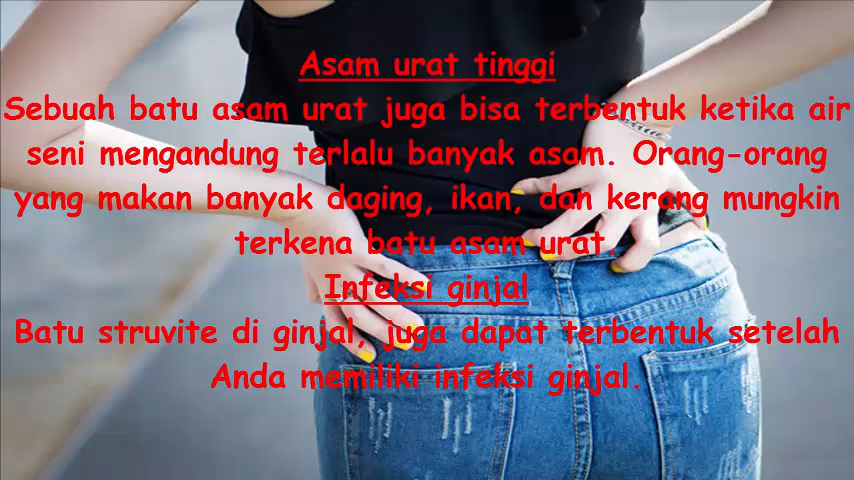 Asam urat tinggi
Sebuah batu asam urat juga bisa terbentuk ketika air
seni mengandung terlalu banyak asam. Orang-orang
yang makan banyak daging, ikan, dan kerang mungkin
terkena batu asam urat.
Infeksi ginjal
Batu struvite di ginjal, juga dapat terbentuk setelah
Anda memiliki infeksi ginjal.